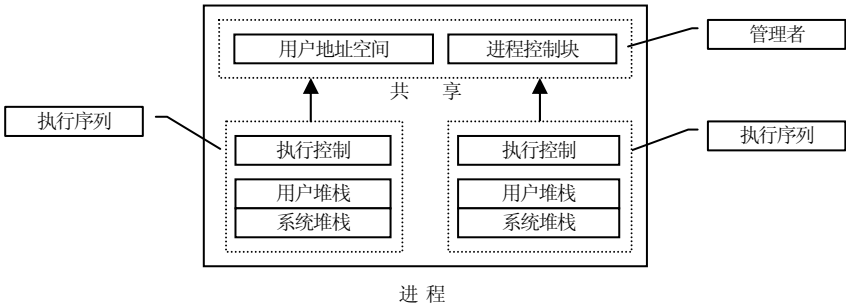 用户地址空间
进程控制块
管理者
共 享
执行序列
执行控制
执行控制
执行序列
用户堆栈
用户堆栈
系统堆栈
系统堆栈
进 程